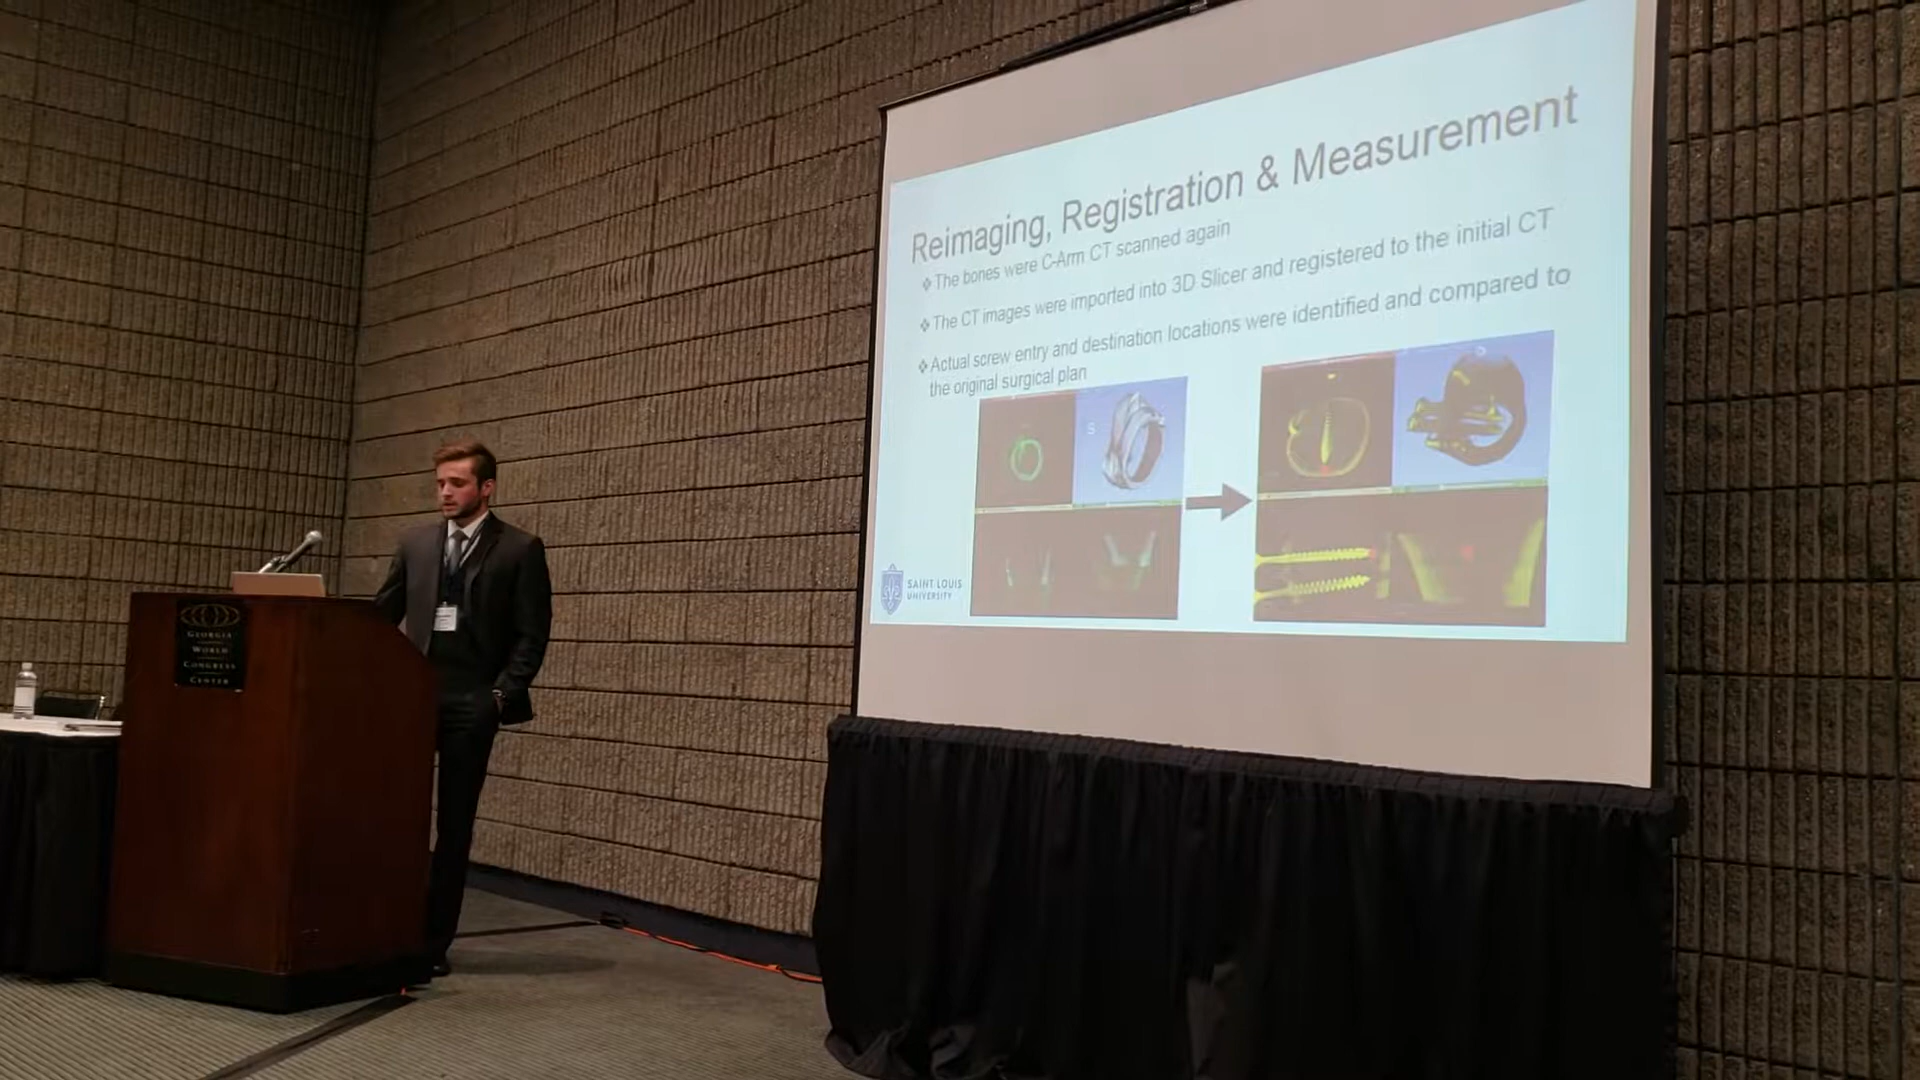 Reimaging, Registration & Measurement
❖ The bones were C-Arm CT scanned again
❖ The CT images were imported into 3D Slicer and registered to the initial CT
❖ Actual screw entry and destination locations were identified and compared to
the original surgical plan
S
SAINT LOUIS
UNIVERSITY
GEORGIA
WORLD
CONGRESS
CENTER